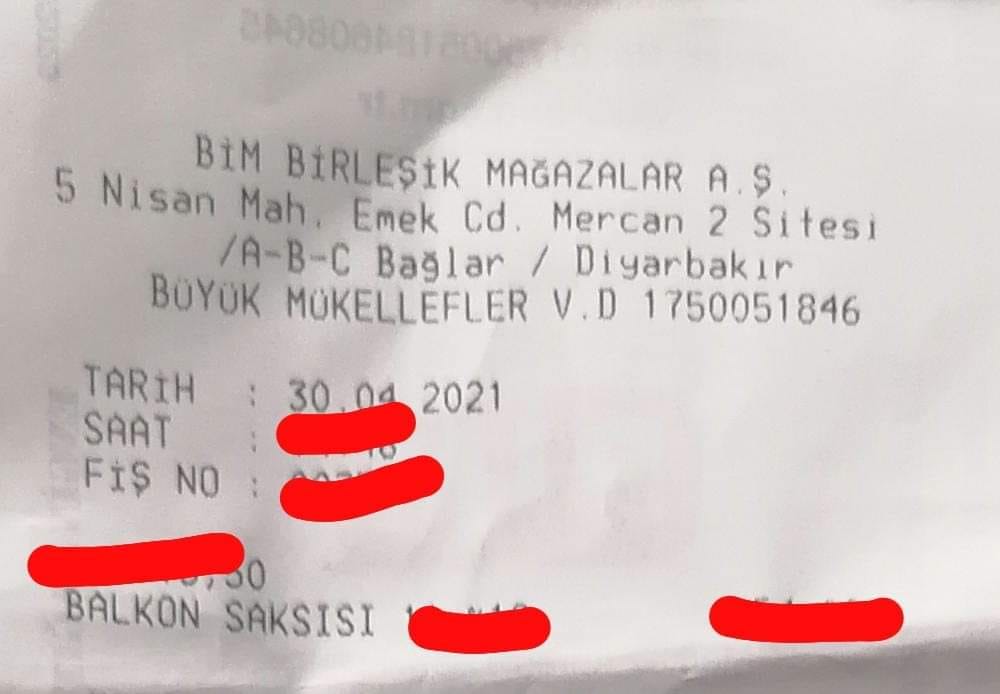 BİM BİRLEŞİK MAĞAZALAR A.Ş.
5 Nisan Mah. Emek Cd. Mercan 2 Sitesi
/A-B-C Bağlar / Diyarbakır
BÜYÜK MÜKELLEFLER V.D 1750051846
TARİH : 30.04 2021
SAAT :
FİŞ NO :
BALKON SAKSISI